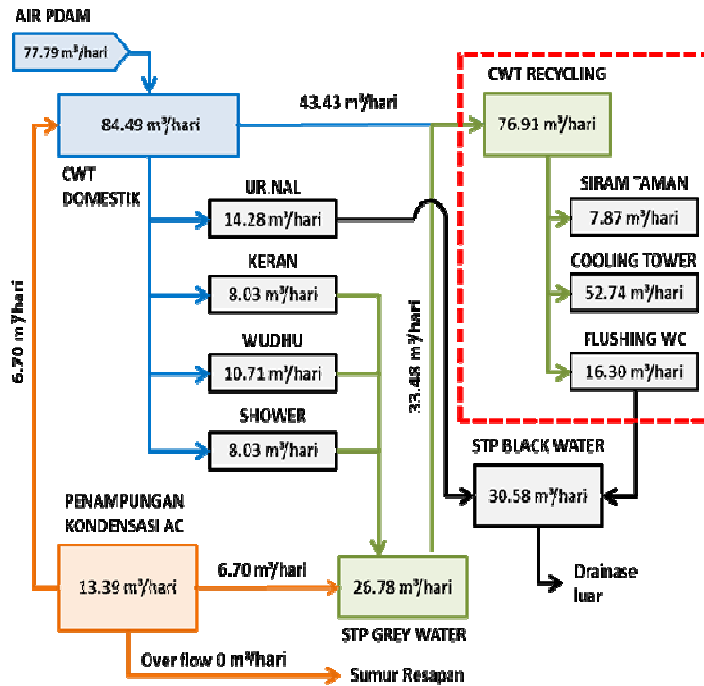 AIR PDAM
77.79 m³/hari
84.49 m³/hari
CWT
DOMESTIK
43.43 m³/hari
CWT RECYCLING
76.91 m³/hari
SIRAM TAMAN
7.87 m³/hari
COOLING TOWER
52.74 m³/hari
FLUSHING WC
16.30 m³/hari
UR.NAL
14.28 m³/hari
KERAN
8.03 m³/hari
WUDHU
10.71 m³/hari
SHOWER
8.03 m³/hari
6.70 m³/hari
33.48 m³/hari
STP BLACK WATER
30.58 m³/hari
Drainase
luar
PENAMPUNGAN
KONDENSASI AC
13.39 m³/hari
6.70 m³/hari
26.78 m³/hari
STP GREY WATER
Over flow 0 m³/hari
Sumur Resapan